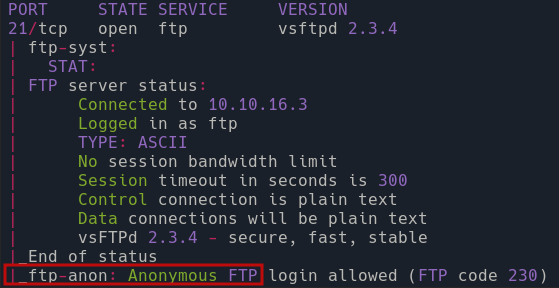 PORT STATE SERVICE VERSION
21/tcp open ftp vsftpd 2.3.4
| ftp-syst:
| STAT:
| FTP server status:
| Connected to 10.10.16.3
| Logged in as ftp
| TYPE: ASCII
| No session bandwidth limit
| Session timeout in seconds is 300
| Control connection is plain text
| Data connections will be plain text
| vsFTPd 2.3.4 - secure, fast, stable
|_End of status
|_ftp-anon: Anonymous FTP login allowed (FTP code 230)